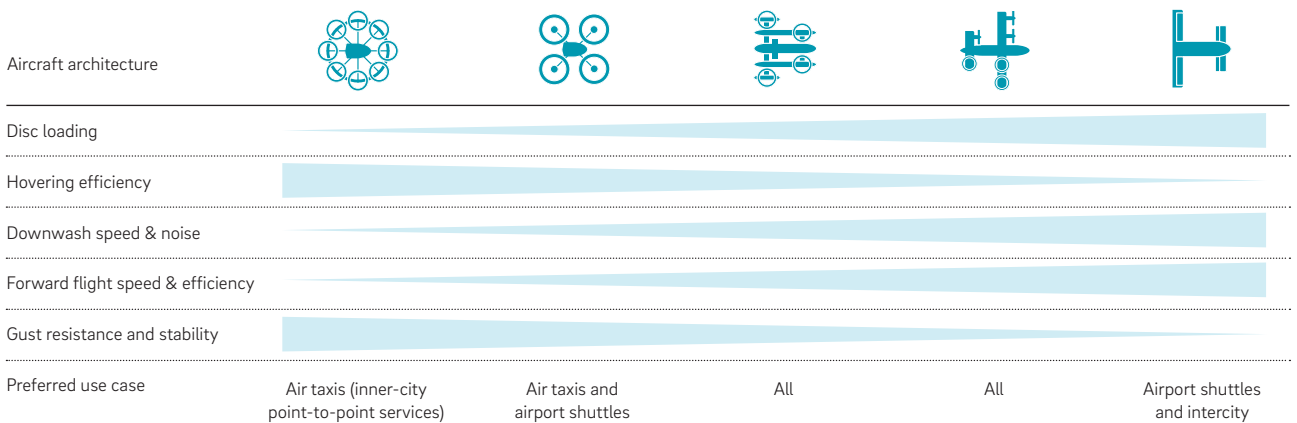 Aircraft architecture
Disc loading
Hovering efficiency
Downwash speed & noise
Forward flight speed & efficiency
Gust resistance and stability
Preferred use case
Air taxis (inner-city
point-to-point services)
Air taxis and
airport shuttles
All
All
Airport shuttles
and intercity